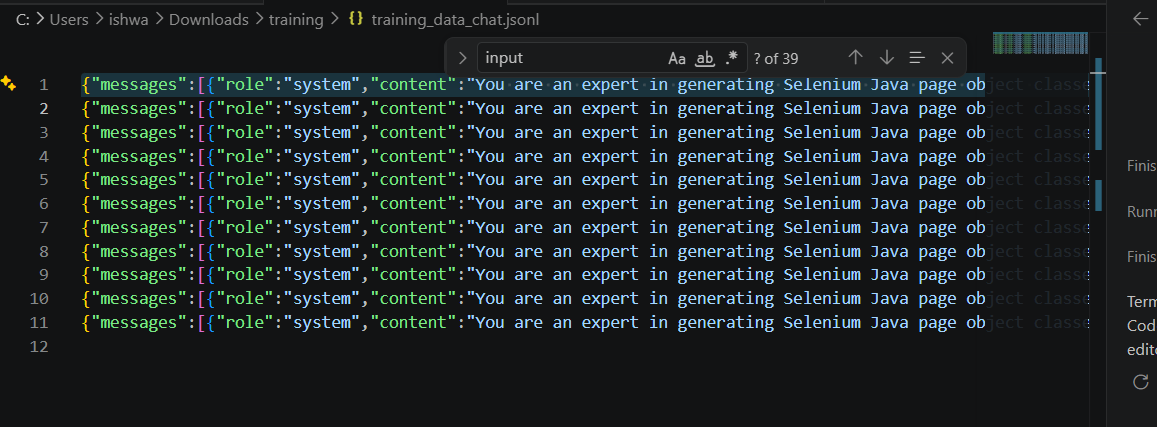 C: > Users > ishwa > Downloads > training > {} training_data_chat.jsonl
input Aa ab .* ? of 39
1 {"messages":[{"role":"system","content":"You are an expert in generating Selenium Java page object classe
2 {"messages":[{"role":"system","content":"You are an expert in generating Selenium Java page object classe
3 {"messages":[{"role":"system","content":"You are an expert in generating Selenium Java page object classe
4 {"messages":[{"role":"system","content":"You are an expert in generating Selenium Java page object classe
5 {"messages":[{"role":"system","content":"You are an expert in generating Selenium Java page object classe
6 {"messages":[{"role":"system","content":"You are an expert in generating Selenium Java page object classe
7 {"messages":[{"role":"system","content":"You are an expert in generating Selenium Java page object classe
8 {"messages":[{"role":"system","content":"You are an expert in generating Selenium Java page object classe
9 {"messages":[{"role":"system","content":"You are an expert in generating Selenium Java page object classe
10 {"messages":[{"role":"system","content":"You are an expert in generating Selenium Java page object classe
11 {"messages":[{"role":"system","content":"You are an expert in generating Selenium Java page object classe
12
Finis
Runn
Finis
Term
Cod
edito